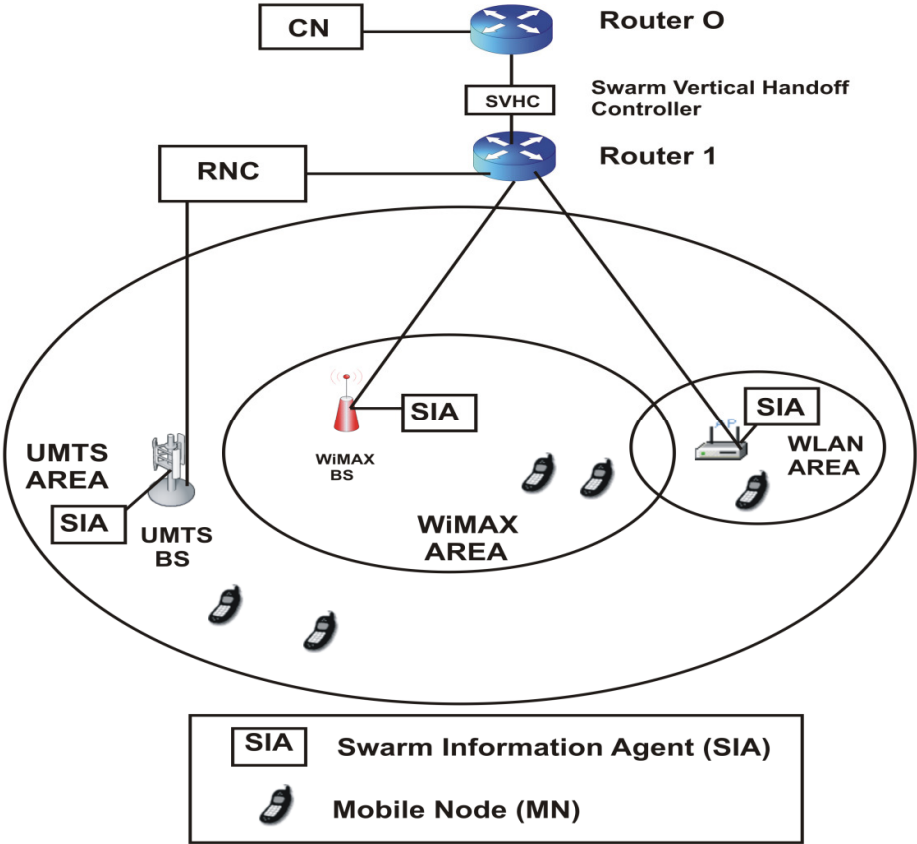 CN
Router O
SVHC
Swarm Vertical Handoff
Controller
Router 1
RNC
SIA
SIA
AP
WLAN
AREA
UMTS
AREA
WiMAX
BS
SIA
UMTS
BS
WiMAX
AREA
SIA
Swarm Information Agent (SIA)
Mobile Node (MN)